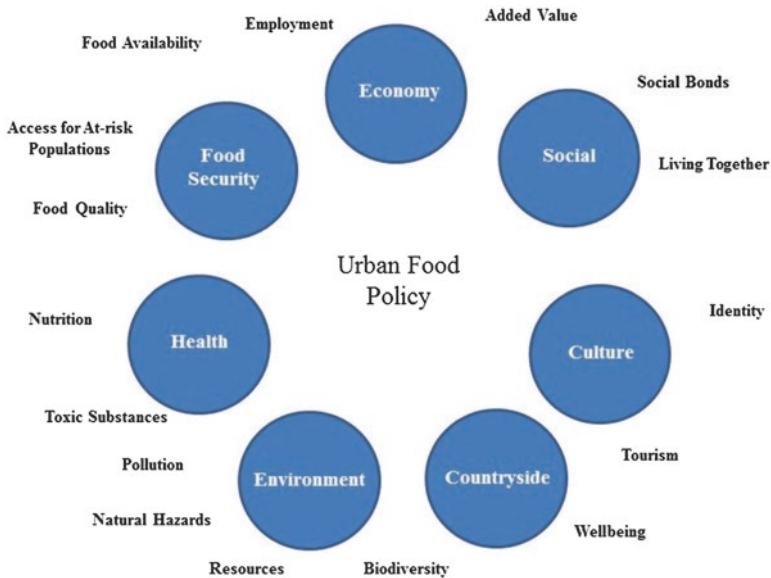 Added Value
Employment
Food Availability
Economy
Social Bonds
Access for At-risk
Populations
Food
Security
Social
Living Together
Food Quality
Urban Food
Policy
Nutrition
Health
Culture
Identity
Toxic Substances
Pollution
Environment
Countryside
Tourism
Natural Hazards
Wellbeing
Resources
Biodiversity